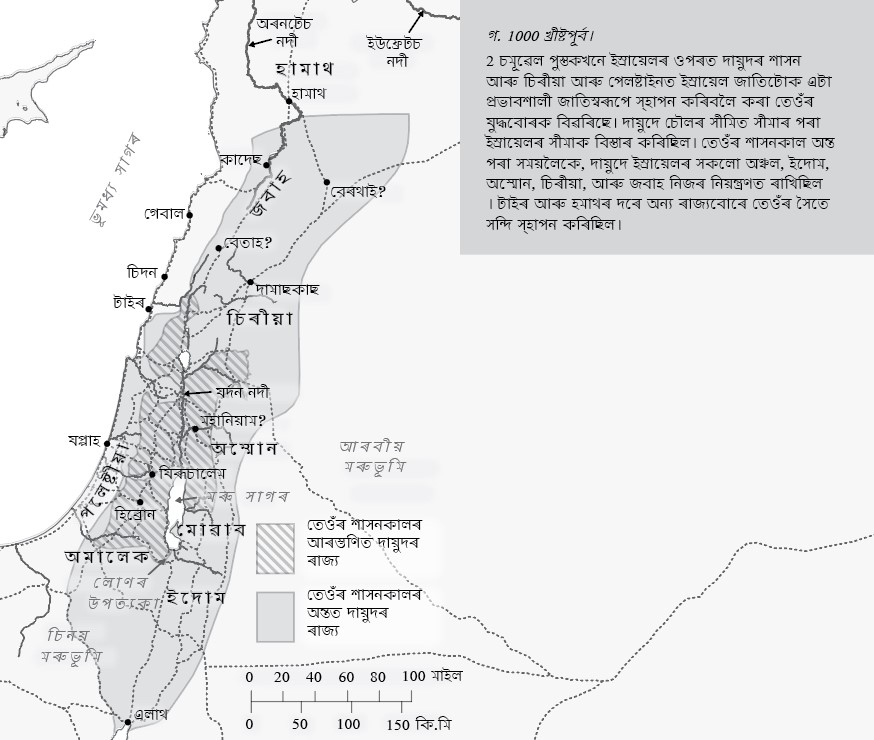 গ. 1000 খ্ৰীষ্টপূৰ্ব।
2 চমূৱেল পুস্তকখনে ইস্ৰায়েলৰ ওপৰত দায়ুদৰ শাসন
আৰু চিৰীয়া আৰু পেলষ্টাইনত ইস্ৰায়েল জাতিটোক এটা
প্ৰভাবশালী জাতিস্বৰূপে স্হাপন কৰিবলৈ কৰা তেওঁৰ
যুদ্ধবোৰক বিৱৰিছে। দায়ুদে চৌলৰ সীমিত সীমাৰ পৰা
ইস্ৰায়েলৰ সীমাক বিস্তাৰ কৰিছিল। তেওঁৰ শাসনকাল অন্ত
পৰা সময়লৈকে, দায়ুদে ইস্ৰায়েলৰ সকলো অঞ্চল, ইদোম,
অম্মোন, চিৰীয়া, আৰু জবাহ নিজৰ নিয়ন্ত্ৰণত ৰাখিছিল
। টাইৰ আৰু হমাথৰ দৰে অন্য ৰাজ্যবোৰে তেওঁৰ সৈতে
সন্দি স্হাপন কৰিছিল।
অৰনটেচ
নদী
ইউফ্ৰেটচ
নদী
হামাথ
হামাথ
কাদেছ
জবাহ
বেৰথাই?
ভুমধ্য সাগৰ
গেবাল
বেতাহ?
চিদন
দামাছকাছ
টাইৰ
চিৰীয়া
যৰ্দন নদী
মহানিয়াম?
যপ্পাহ
অম্মোন
আৰবীয়
মৰুভূমি
পলেষ্টীয়া
যিৰূচালেম
মৰু সাগৰ
হিব্ৰোন
মোৱাব
অমালেক
লোণৰ
উপত্যকা
ইদোম
চিনয়
মৰুভূমি
এলাথ
তেওঁৰ শাসনকালৰ
আৰম্ভণিত দায়ুদৰ
ৰাজ্য
তেওঁৰ শাসনকালৰ
অন্তত দায়ুদৰ
ৰাজ্য
0 20 40 60 80 100 মাইল
0 50 100 150 কি.মি